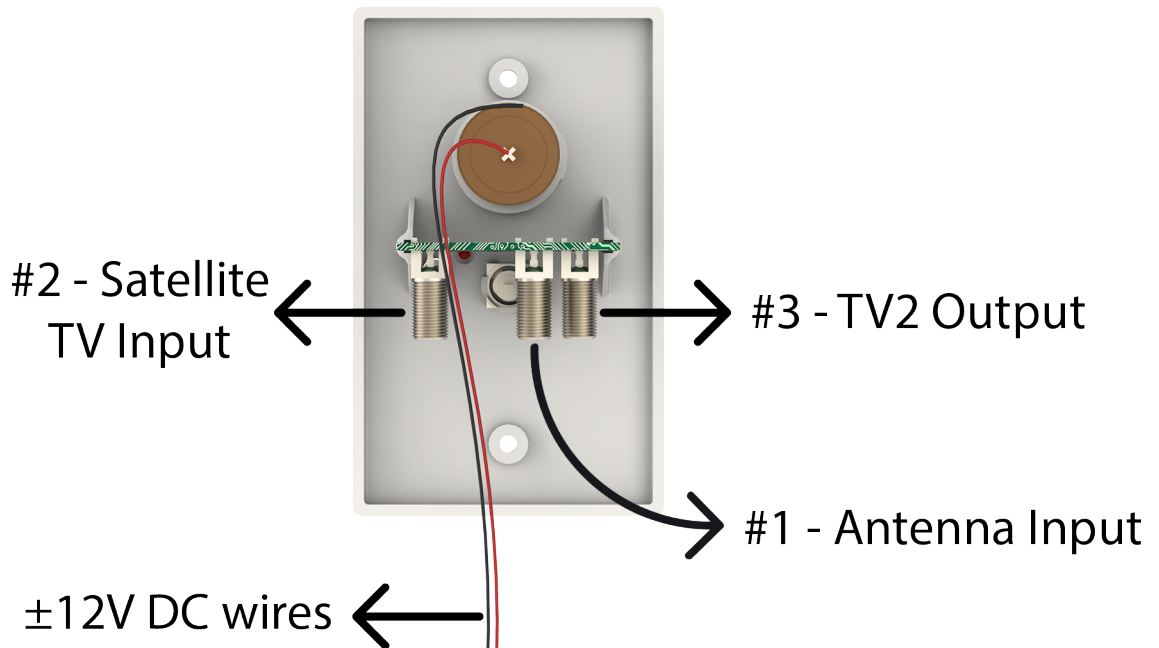 #2 - Satellite
TV Input
#3 - TV2 Output
#1 - Antenna Input
±12V DC wires